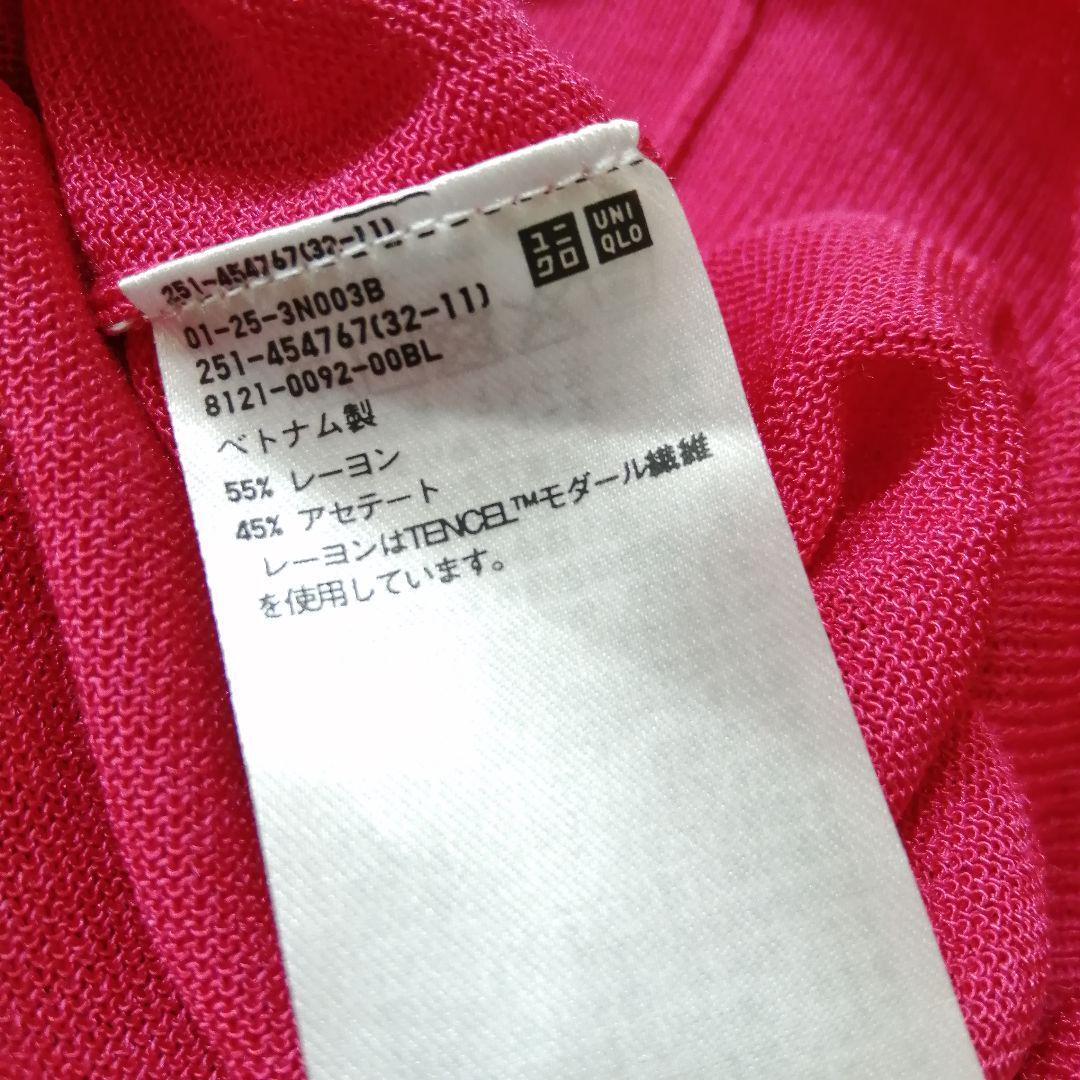 251-454767(32-11)
ユニ
クロ
UNI
QLO
01-25-3N003B
251-454767(32-11)
8121-0092-00BL
ベトナム製
55% レーヨン
45% アセテート
レーヨンはTENCEL™モダール繊維
を使用しています。